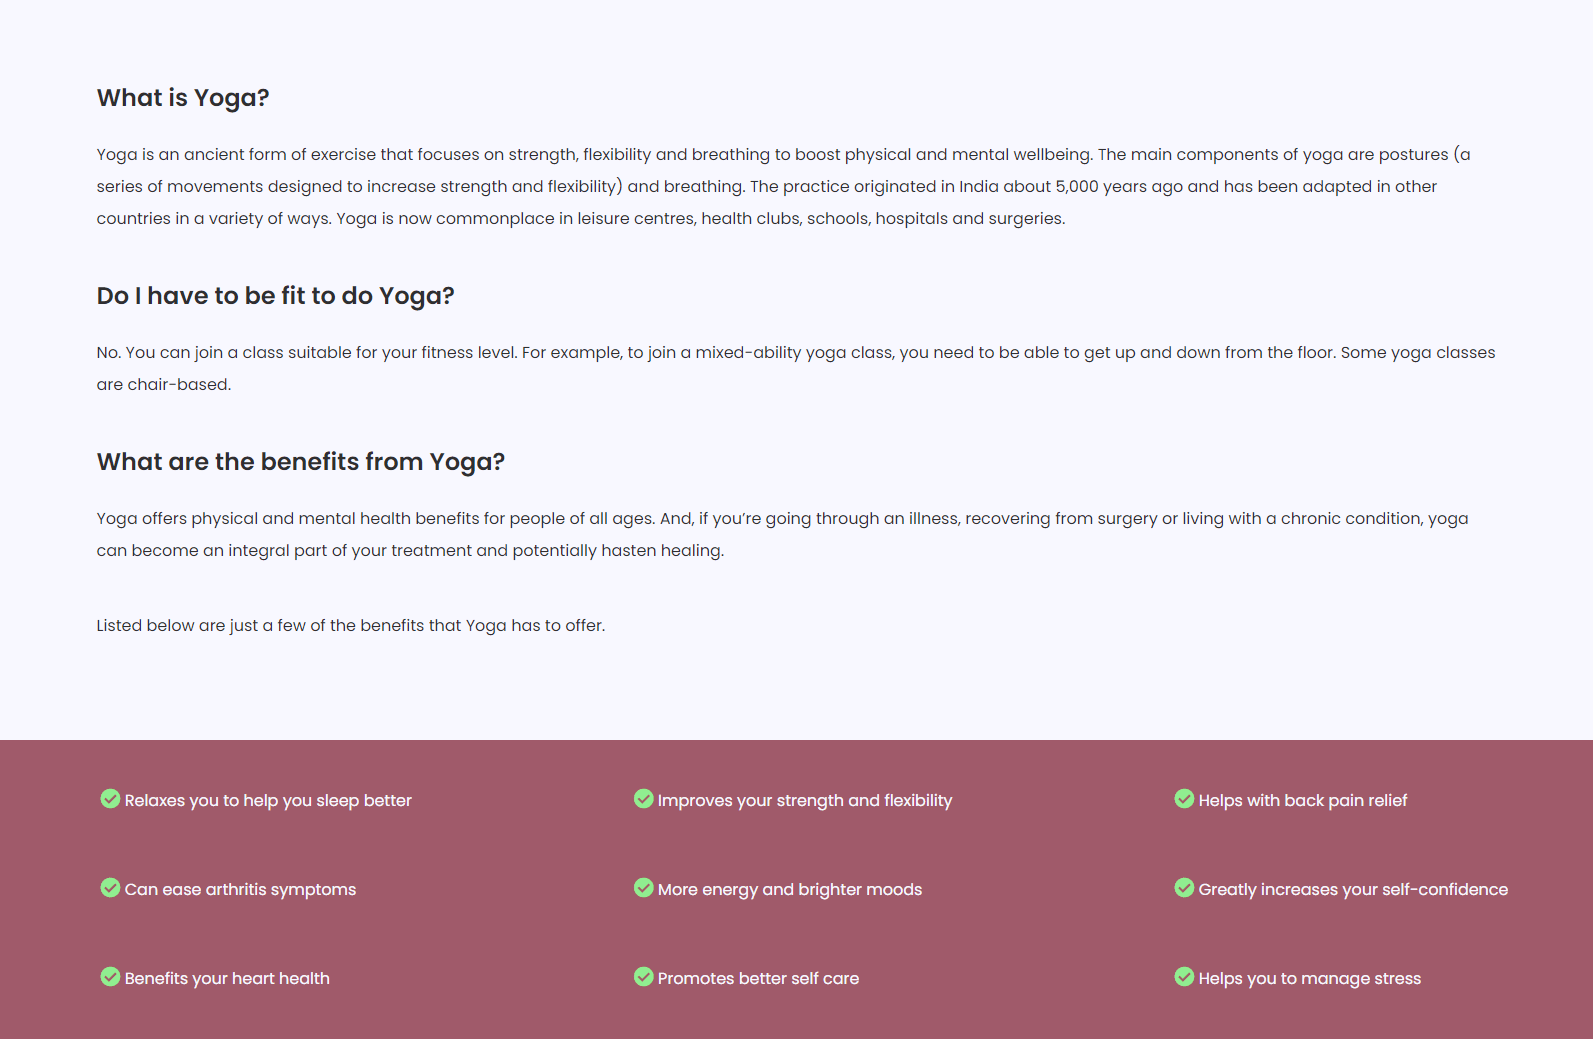 What is Yoga?
Yoga is an ancient form of exercise that focuses on strength, flexibility and breathing to boost physical and mental wellbeing. The main components of yoga are postures (a
series of movements designed to increase strength and flexibility) and breathing. The practice originated in India about 5,000 years ago and has been adapted in other
countries in a variety of ways. Yoga is now commonplace in leisure centres, health clubs, schools, hospitals and surgeries.
Do I have to be fit to do Yoga?
No. You can join a class suitable for your fitness level. For example, to join a mixed-ability yoga class, you need to be able to get up and down from the floor. Some yoga classes
are chair-based.
What are the benefits from Yoga?
Yoga offers physical and mental health benefits for people of all ages. And, if you’re going through an illness, recovering from surgery or living with a chronic condition, yoga
can become an integral part of your treatment and potentially hasten healing.
Listed below are just a few of the benefits that Yoga has to offer.
Relaxes you to help you sleep better
Improves your strength and flexibility
Helps with back pain relief
Can ease arthritis symptoms
More energy and brighter moods
Greatly increases your self-confidence
Benefits your heart health
Promotes better self care
Helps you to manage stress